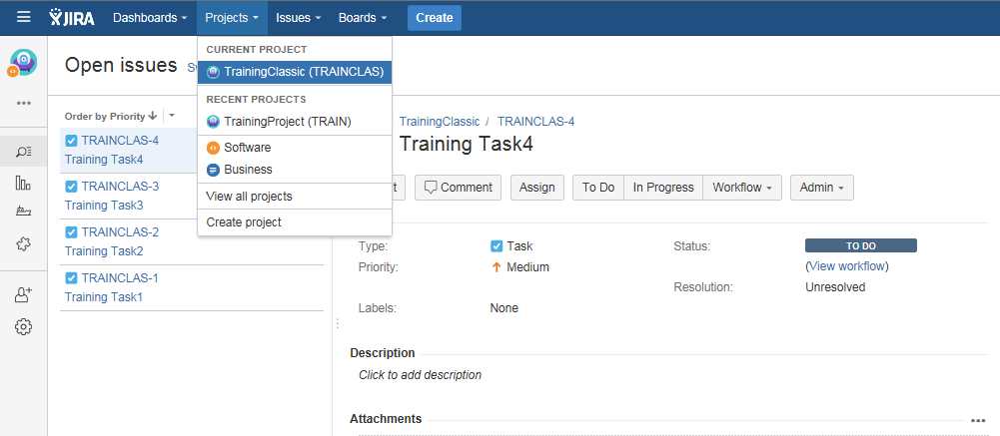 JIRA Dashboards Projects Issues Boards Create
Open issues
CURRENT PROJECT
TrainingClassic (TRAINCLAS)
RECENT PROJECTS
TrainingProject (TRAIN)
Software
Business
View all projects
Create project
Order by Priority
TRAINCLAS-4
Training Task4
TRAINCLAS-3
Training Task3
TRAINCLAS-2
Training Task2
TRAINCLAS-1
Training Task1
TrainingClassic / TRAINCLAS-4
Training Task4
Comment Assign To Do In Progress Workflow Admin
Type: Task Status: TO DO
Priority: Medium (View workflow)
Resolution: Unresolved
Labels: None
Description
Click to add description
Attachments